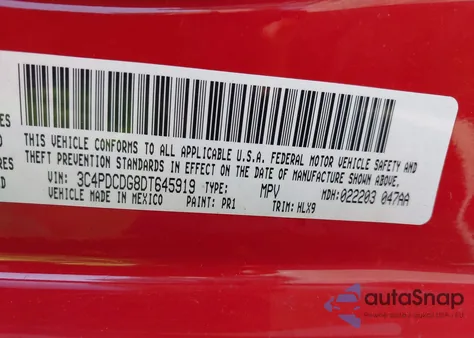 ES
THIS VEHICLE CONFORMS TO ALL APPLICABLE U.S.A. FEDERAL MOTOR VEHICLE SAFETY AND
THEFT PREVENTION STANDARDS IN EFFECT ON THE DATE OF MANUFACTURE SHOWN ABOVE.
RES
D
VIN: 3C4PDCDG8DT645919 TYPE: MPV MDH:022203 047AA
VEHICLE MADE IN MEXICO PAINT: PR1 TRIM: HLX9
autoSnap